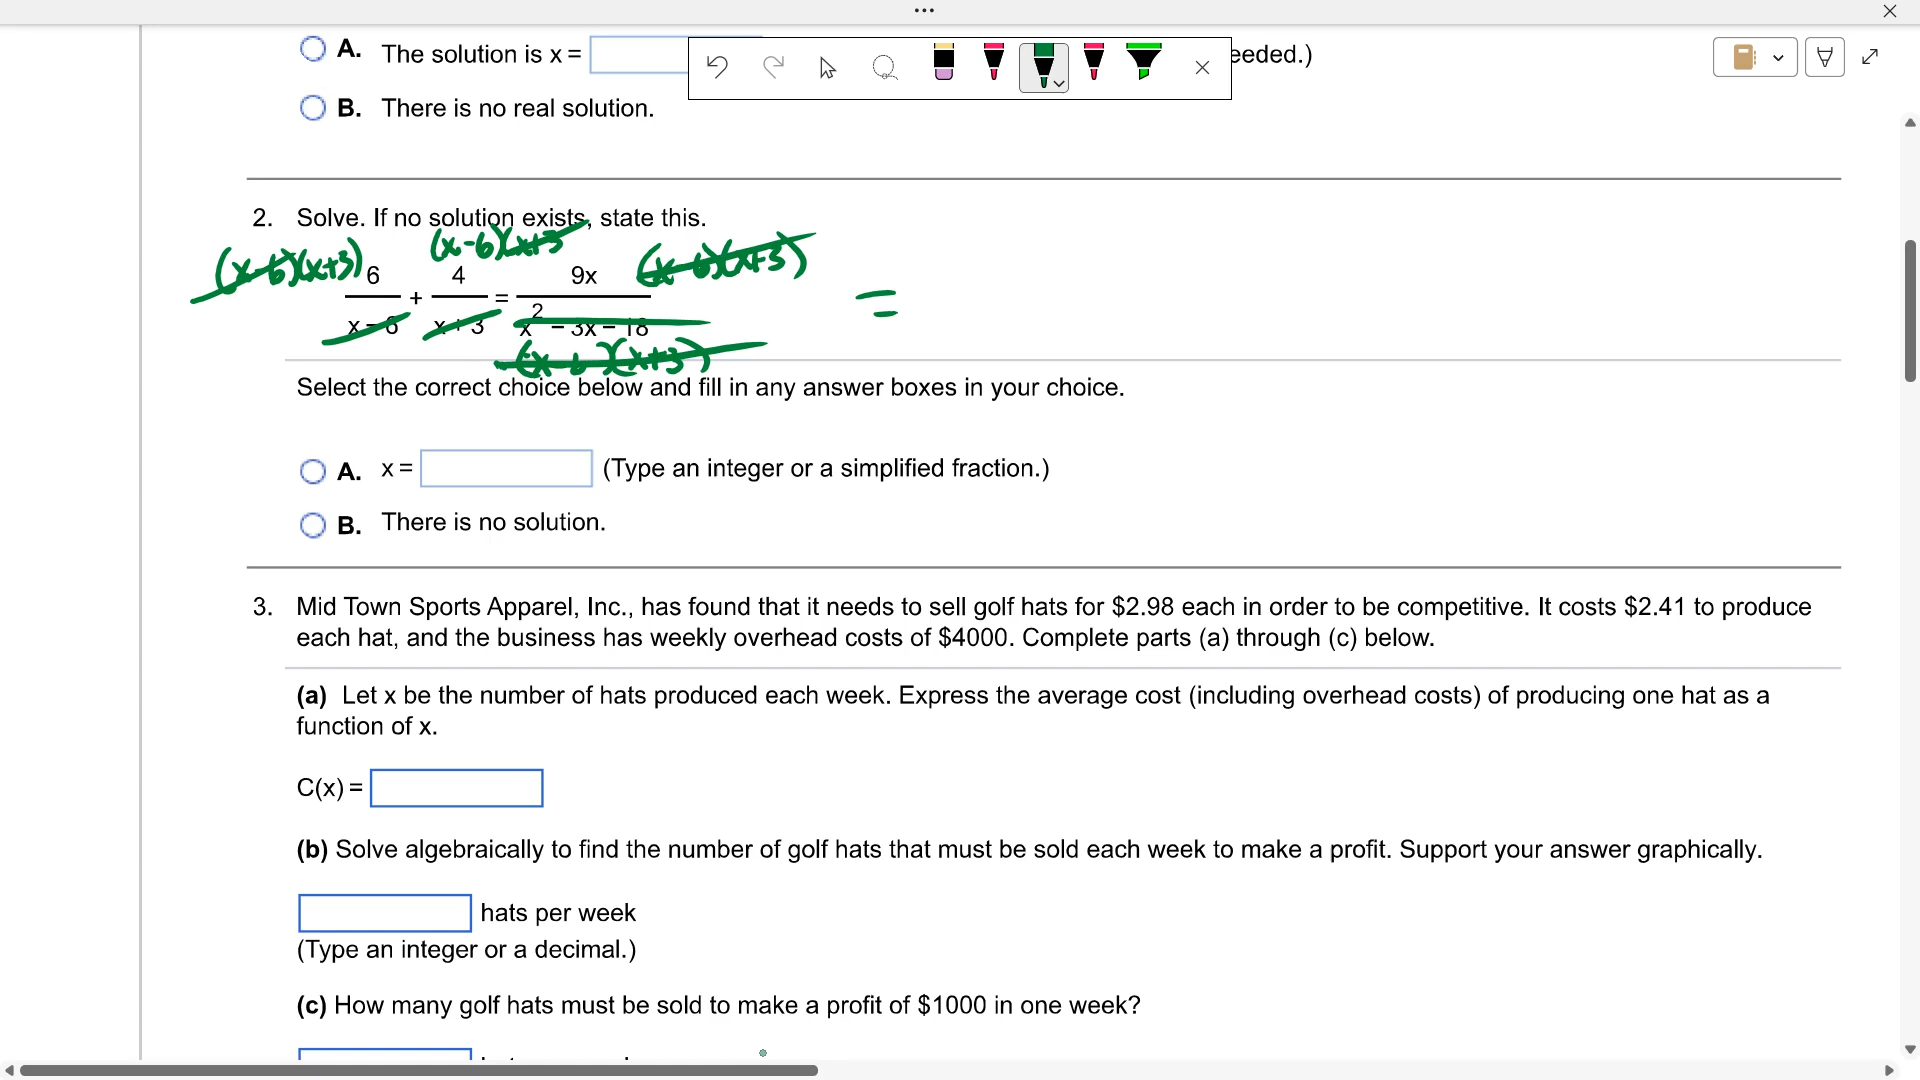 A. The solution is x = eeded.)
B. There is no real solution.
2. Solve. If no solution exists, state this.
(x-6)(x+3) 6/(x − 6) + (x-6)(x+3) 4/(x + 3) = 9x/(x² − 3x − 18) (x-6)(x+3) =
(x-6)(x+3)
Select the correct choice below and fill in any answer boxes in your choice.
A. x = (Type an integer or a simplified fraction.)
B. There is no solution.
3. Mid Town Sports Apparel, Inc., has found that it needs to sell golf hats for $2.98 each in order to be competitive. It costs $2.41 to produce
each hat, and the business has weekly overhead costs of $4000. Complete parts (a) through (c) below.
(a) Let x be the number of hats produced each week. Express the average cost (including overhead costs) of producing one hat as a
function of x.
C(x) =
(b) Solve algebraically to find the number of golf hats that must be sold each week to make a profit. Support your answer graphically.
hats per week
(Type an integer or a decimal.)
(c) How many golf hats must be sold to make a profit of $1000 in one week?